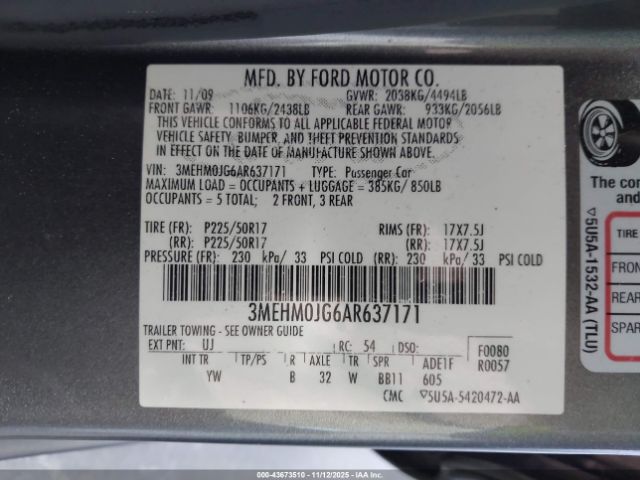 MFD. BY FORD MOTOR CO.
DATE: 11/09 GVWR: 2038KG/4494LB
FRONT GAWR: 1106KG/2438LB REAR GAWR: 933KG/2056LB
THIS VEHICLE CONFORMS TO ALL APPLICABLE FEDERAL MOTOR
VEHICLE SAFETY, BUMPER, AND THEFT PREVENTION STANDARDS
IN EFFECT ON THE DATE OF MANUFACTURE SHOWN ABOVE.
VIN: 3MEHM0JG6AR637171 TYPE: Passenger Car
MAXIMUM LOAD = OCCUPANTS + LUGGAGE = 385KG/ 850LB
OCCUPANTS = 5 TOTAL; 2 FRONT, 3 REAR
TIRE (FR): P225/50R17 RIMS (FR): 17X7.5J
(RR): P225/50R17 (RR): 17X7.5J
PRESSURE (FR): 230 kPa/ 33 PSI COLD (RR): 230 kPa/ 33 PSI COLD
3MEHM0JG6AR637171
TRAILER TOWING - SEE OWNER GUIDE
EXT PNT: UJ RC: 54 DSO: F0080
INT TR TP/PS R AXLE TR SPR ADE1F R0057
YW B 32 W BB11 605
CMC ▽5U5A-5420472-AA
▽5U5A-1532-AA (TLU)
The con
an
TIRE
FRON
REAR
SPAR
© IAA
000-43673510 - 11/12/2025 - IAA CORP